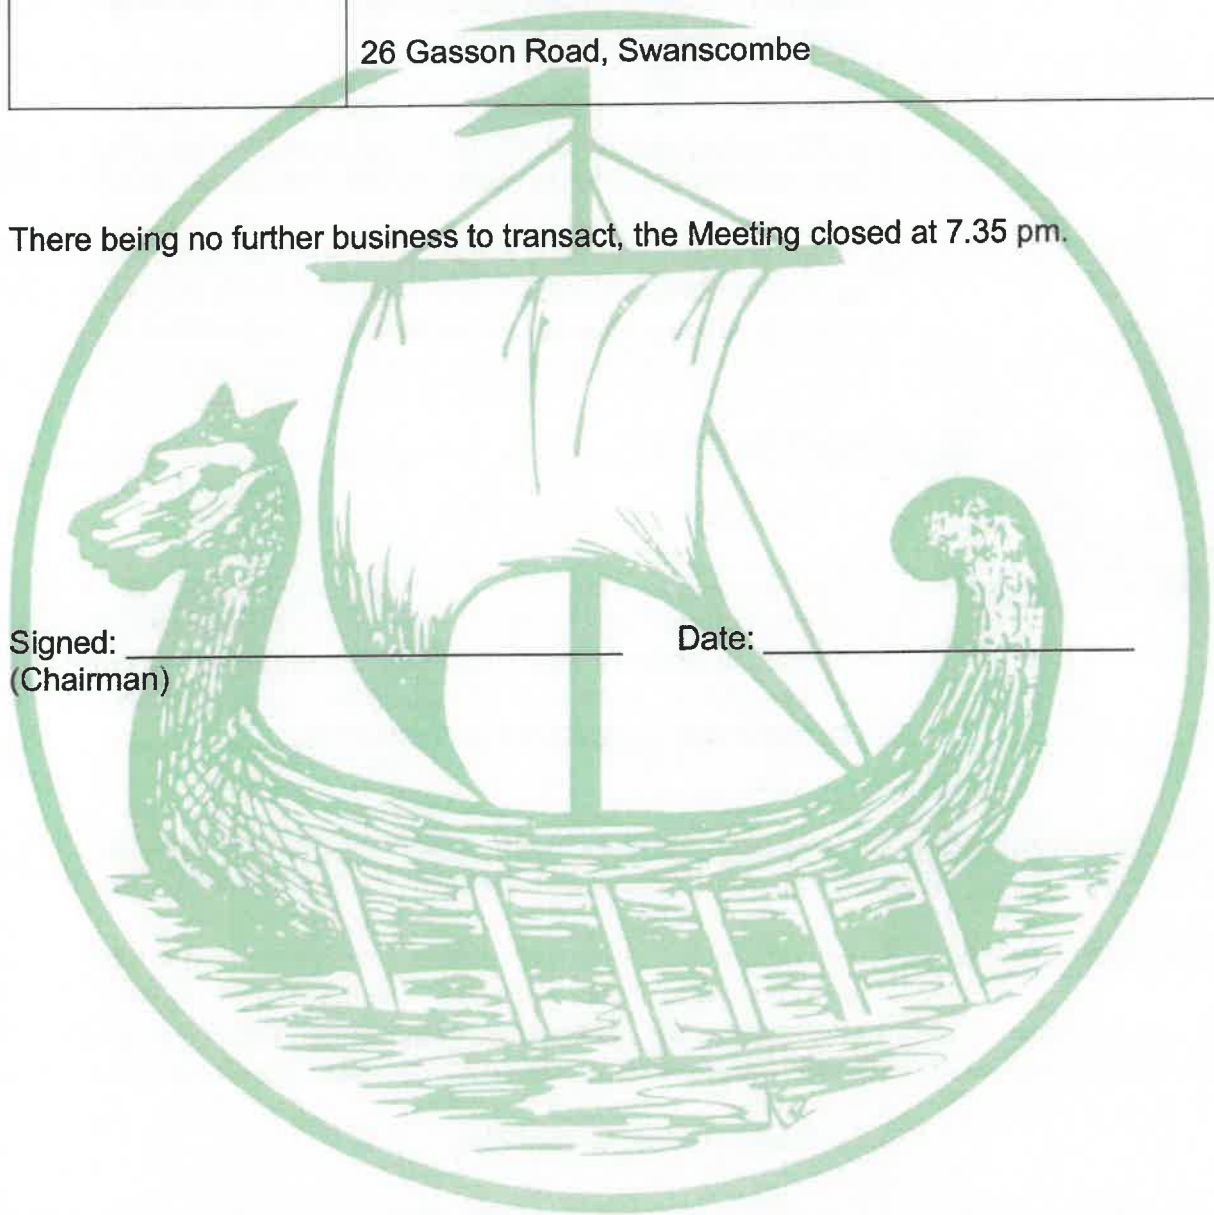 26 Gasson Road, Swanscombe
There being no further business to transact, the Meeting closed at 7.35 pm.
Signed: ____________________ Date: ____________________
(Chairman)